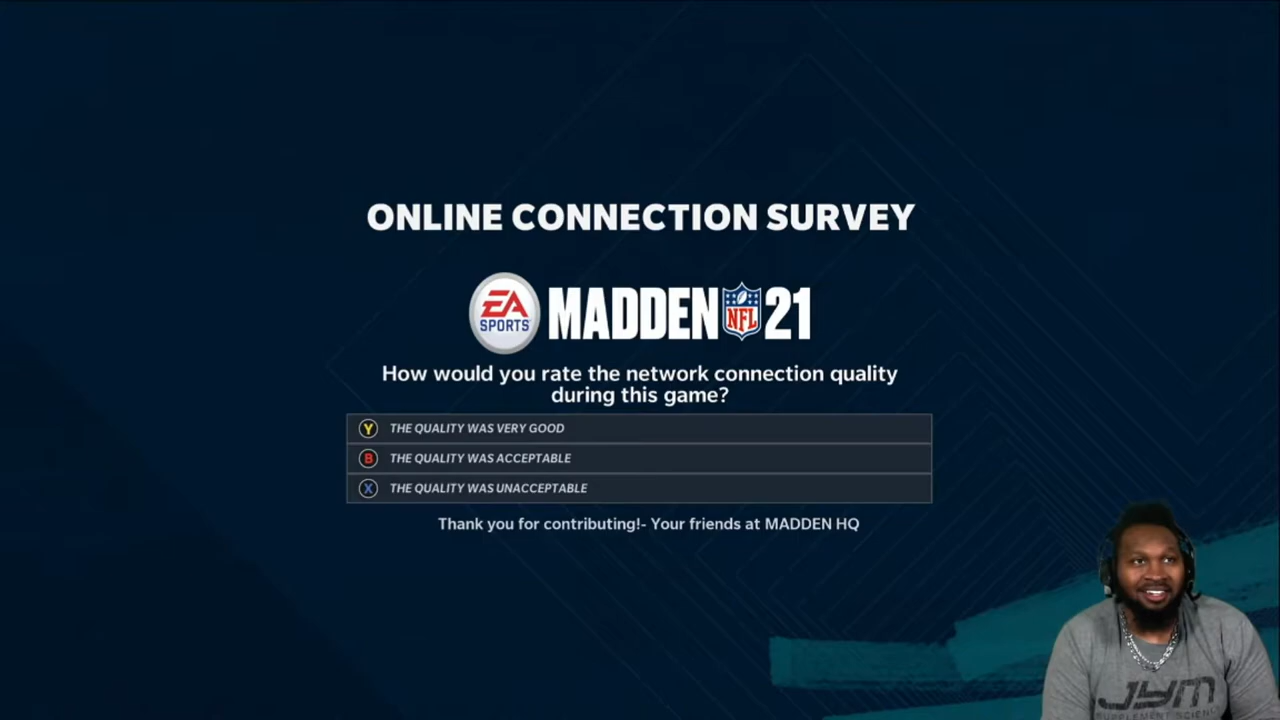 ONLINE CONNECTION SURVEY
EA
SPORTS
MADDEN NFL 21
How would you rate the network connection quality
during this game?
Y THE QUALITY WAS VERY GOOD
B THE QUALITY WAS ACCEPTABLE
X THE QUALITY WAS UNACCEPTABLE
Thank you for contributing!- Your friends at MADDEN HQ
JYM